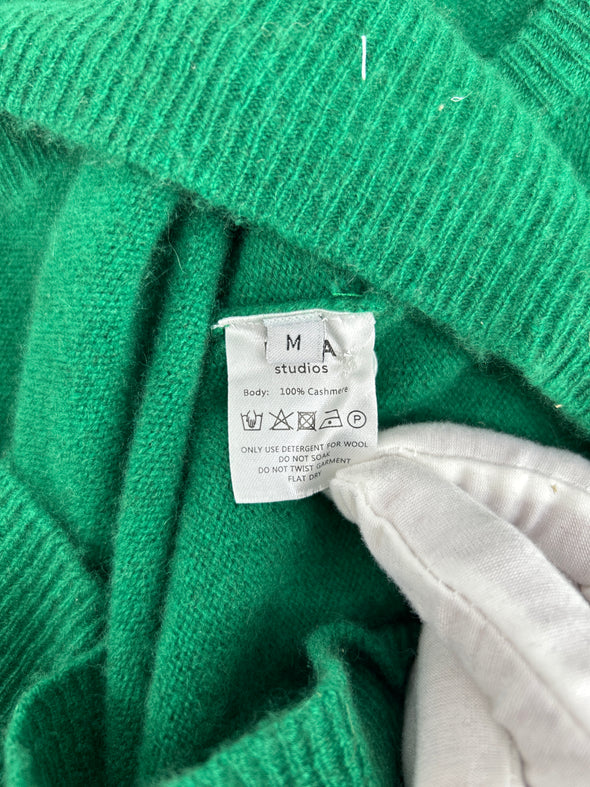 M
A
studios
Body: 100% Cashmere
P
ONLY USE DETERGENT FOR WOOL
DO NOT SOAK
DO NOT TWIST GARMENT
FLAT DRY